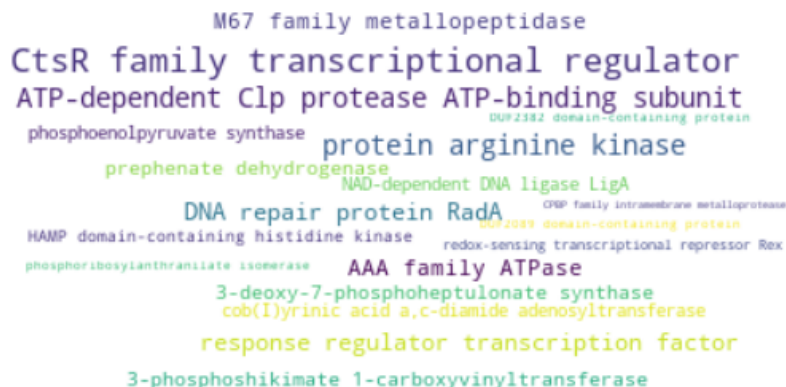 M67 family metallopeptidase
CtsR family transcriptional regulator
ATP-dependent Clp protease ATP-binding subunit
DUF2382 domain-containing protein
phosphoenolpyruvate synthase
protein arginine kinase
prephenate dehydrogenase
NAD-dependent DNA ligase LigA
CPBP family intramembrane metalloprotease
DNA repair protein RadA
DUF2089 domain-containing protein
HAMP domain-containing histidine kinase
redox-sensing transcriptional repressor Rex
phosphoribosylanthranilate isomerase
AAA family ATPase
3-deoxy-7-phosphoheptulonate synthase
cob(I)yrinic acid a,c-diamide adenosyltransferase
response regulator transcription factor
3-phosphoshikimate 1-carboxyvinyltransferase